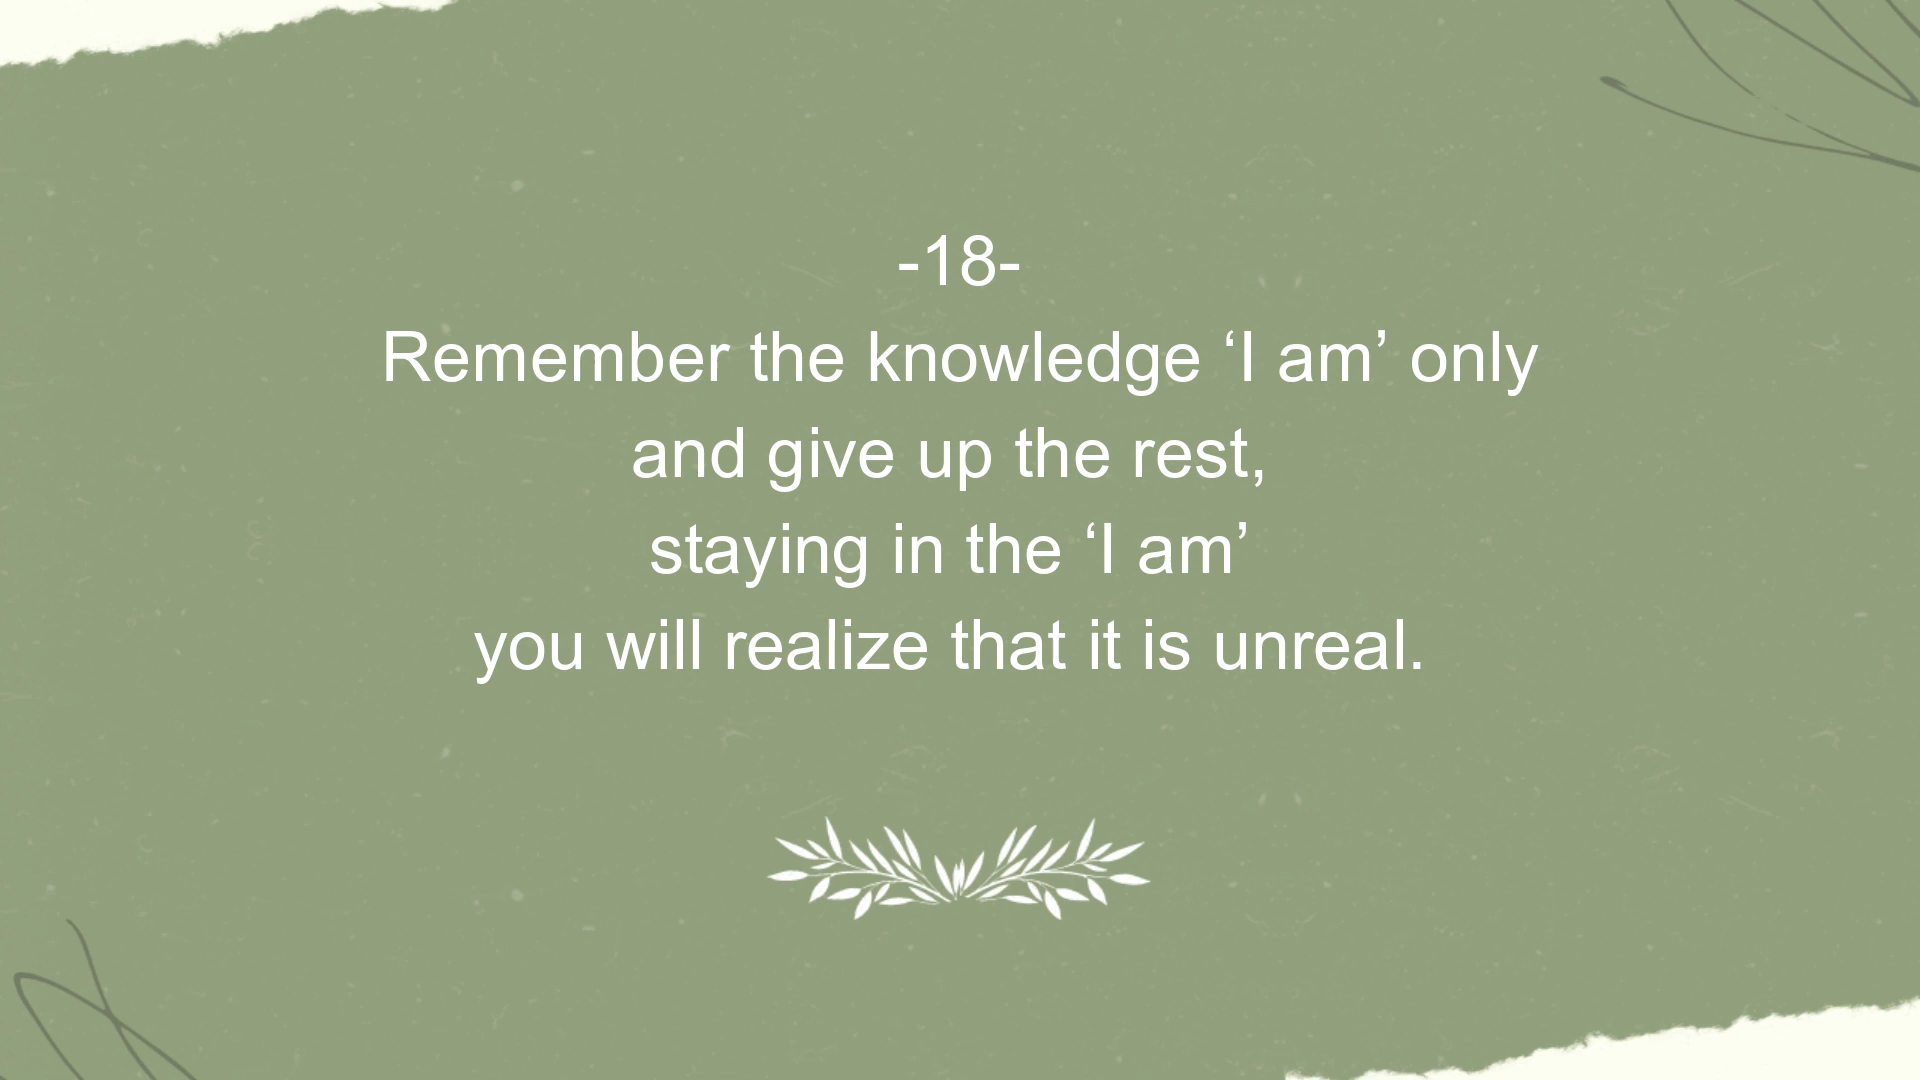 -18-
Remember the knowledge ‘I am’ only
and give up the rest,
staying in the ‘I am’
you will realize that it is unreal.